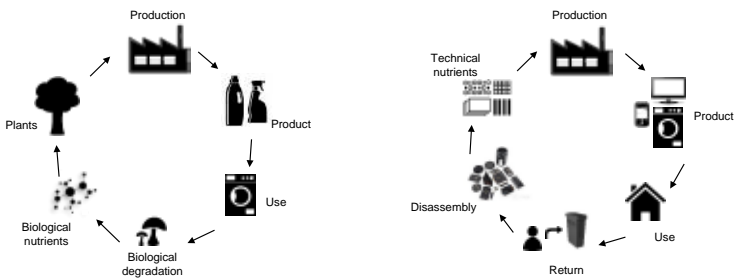 Production
Plants
Product
Use
Biological
nutrients
Biological
degradation
Production
Technical
nutrients
Product
Disassembly
Use
Return